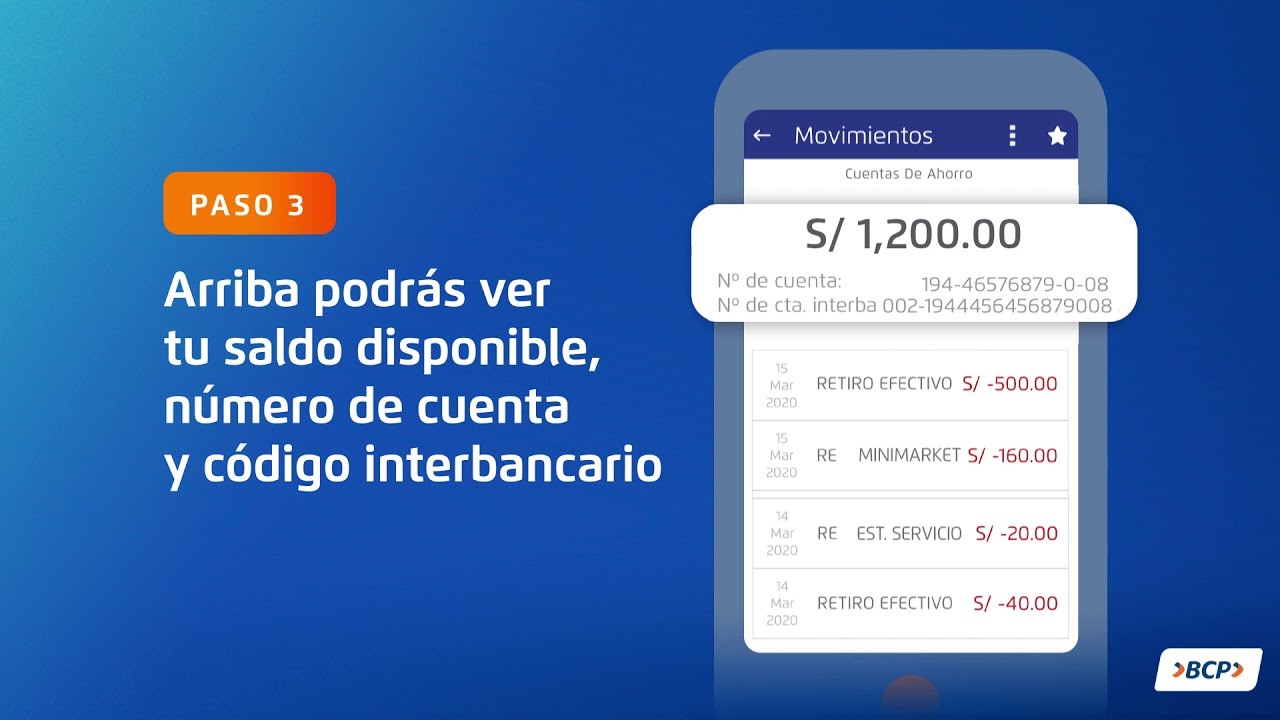 PASO 3
Arriba podrás ver
tu saldo disponible,
número de cuenta
y código interbancario
Movimientos
Cuentas De Ahorro
S/ 1,200.00
Nº de cuenta: 194-46576879-0-08
Nº de cta. interba 002-1944456456879008
15 Mar 2020 RETIRO EFECTIVO S/ -500.00
15 Mar 2020 RE MINIMARKET S/ -160.00
14 Mar 2020 RE EST. SERVICIO S/ -20.00
14 Mar 2020 RETIRO EFECTIVO S/ -40.00
BCP